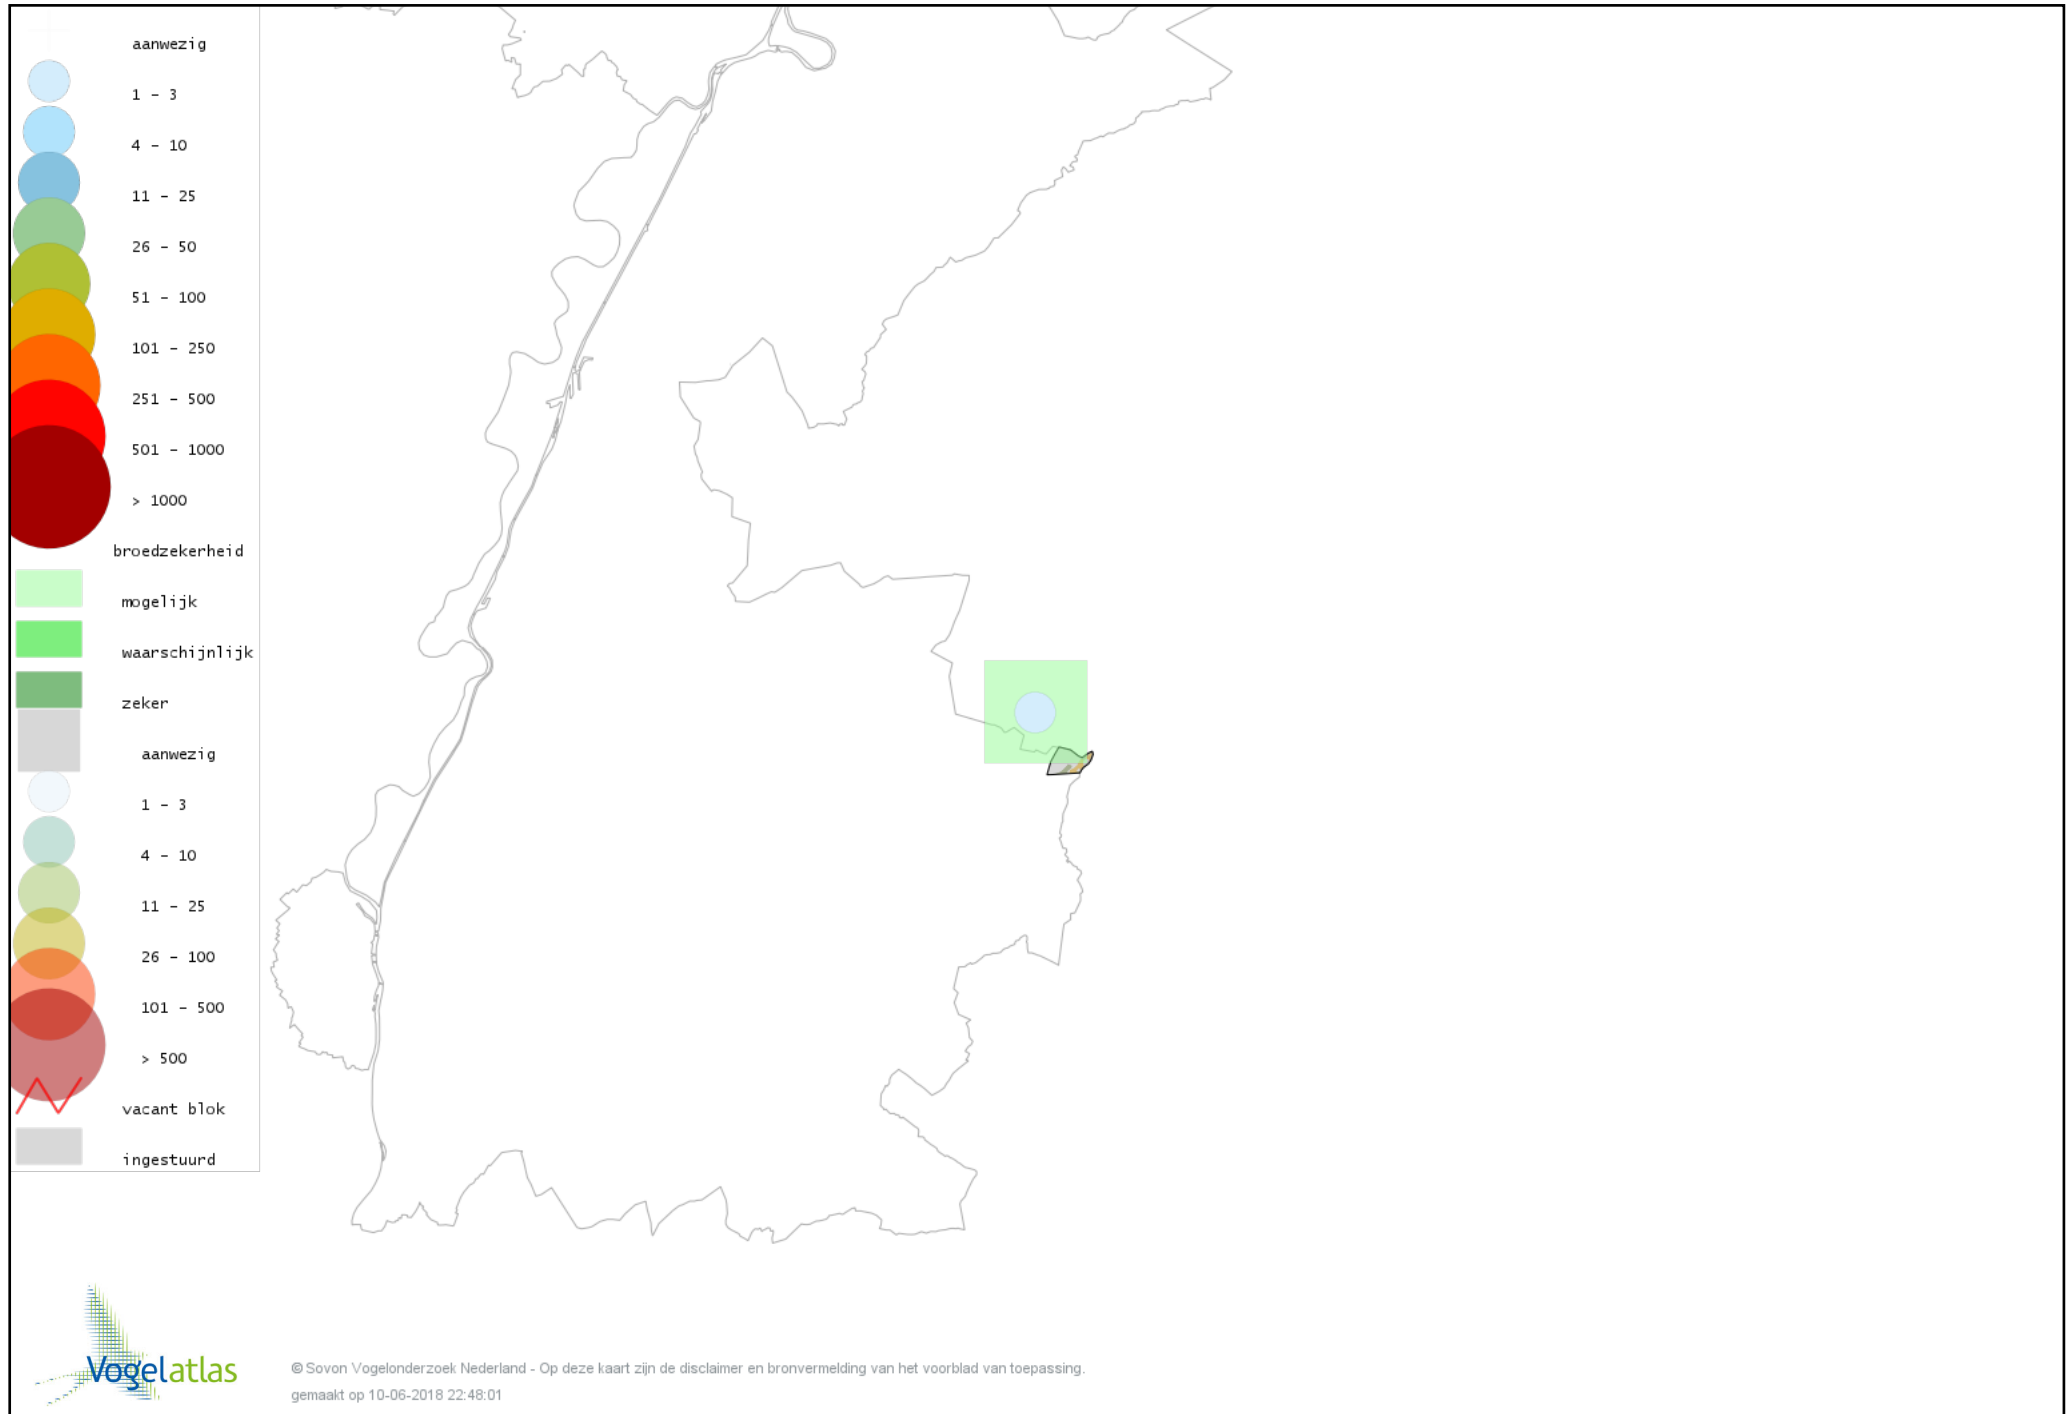 aanwezig
1 - 3
4 - 10
11 - 25
26 - 50
51 - 100
101 - 250
251 - 500
501 - 1000
> 1000
broedzekerheid
mogelijk
waarschijnlijk
zeker
aanwezig
1 - 3
4 - 10
11 - 25
26 - 100
101 - 500
> 500
vacant blok
ingestuurd
Vogelatlas
© Sovon Vogelonderzoek Nederland - Op deze kaart zijn de disclaimer en bronvermelding van het voorblad van toepassing.
gemaakt op 10-06-2018 22:48:01